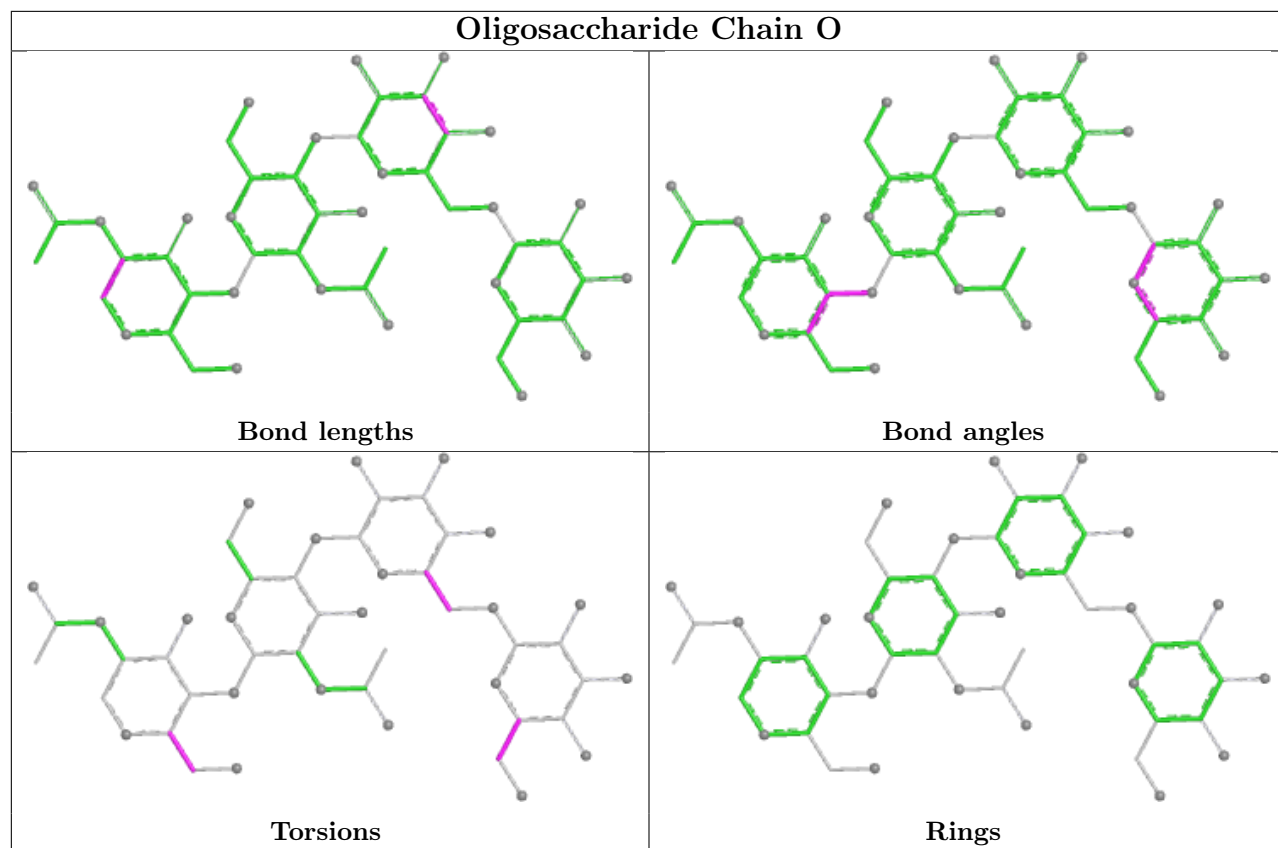 Oligosaccharide Chain O
Bond lengths
Bond angles
Torsions
Rings